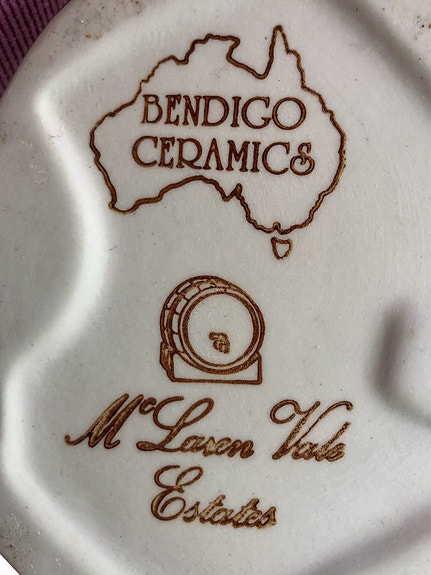 BENDIGO
CERAMICS
McLaren Vale
Estates